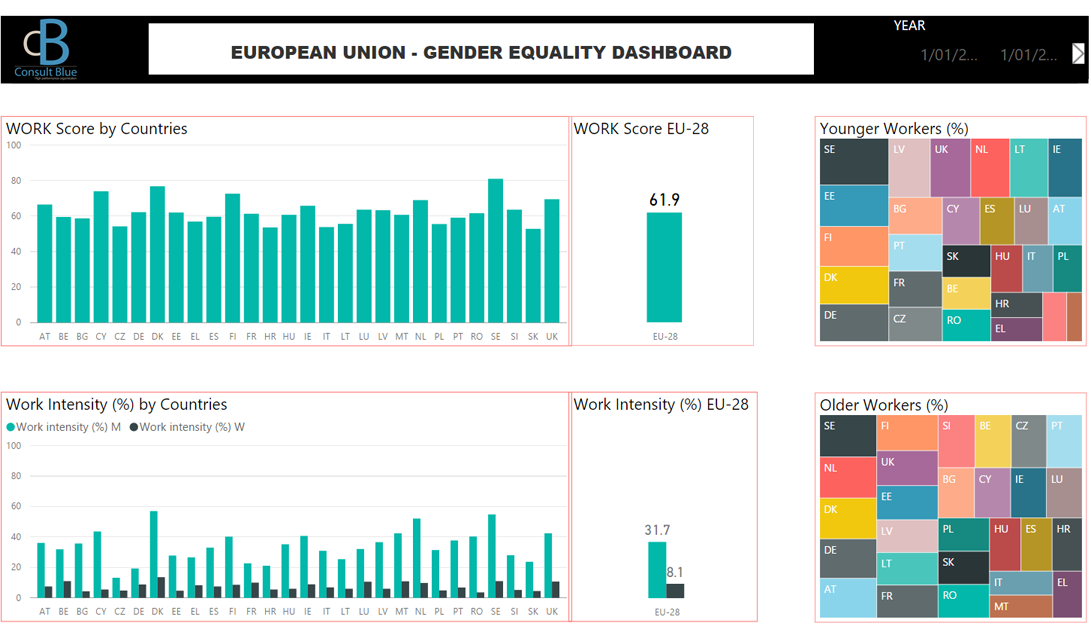 CB
Consult Blue
EUROPEAN UNION - GENDER EQUALITY DASHBOARD
YEAR
1/01/2... 1/01/2...
WORK Score by Countries
100
80
60
40
20
0
AT BE BG CY CZ DE DK EE EL ES FI FR HR HU IE IT LT LU LV MT NL PL PT RO SE SI SK UK
WORK Score EU-28
61.9
EU-28
Younger Workers (%)
SE LV UK NL LT IE
EE
BG CY ES LU AT
FI PT
SK HU IT PL
DK
FR BE
HR
DE CZ RO EL
Work Intensity (%) by Countries
Work intensity (%) M Work intensity (%) W
100
80
60
40
20
0
AT BE BG CY CZ DE DK EE EL ES FI FR HR HU IE IT LT LU LV MT NL PL PT RO SE SI SK UK
Work Intensity (%) EU-28
31.7
8.1
EU-28
Older Workers (%)
SE FI SI BE CZ PT
NL UK
BG CY IE LU
EE
DK
LV PL HU ES HR
DE
LT SK
IT EL
AT FR RO
MT